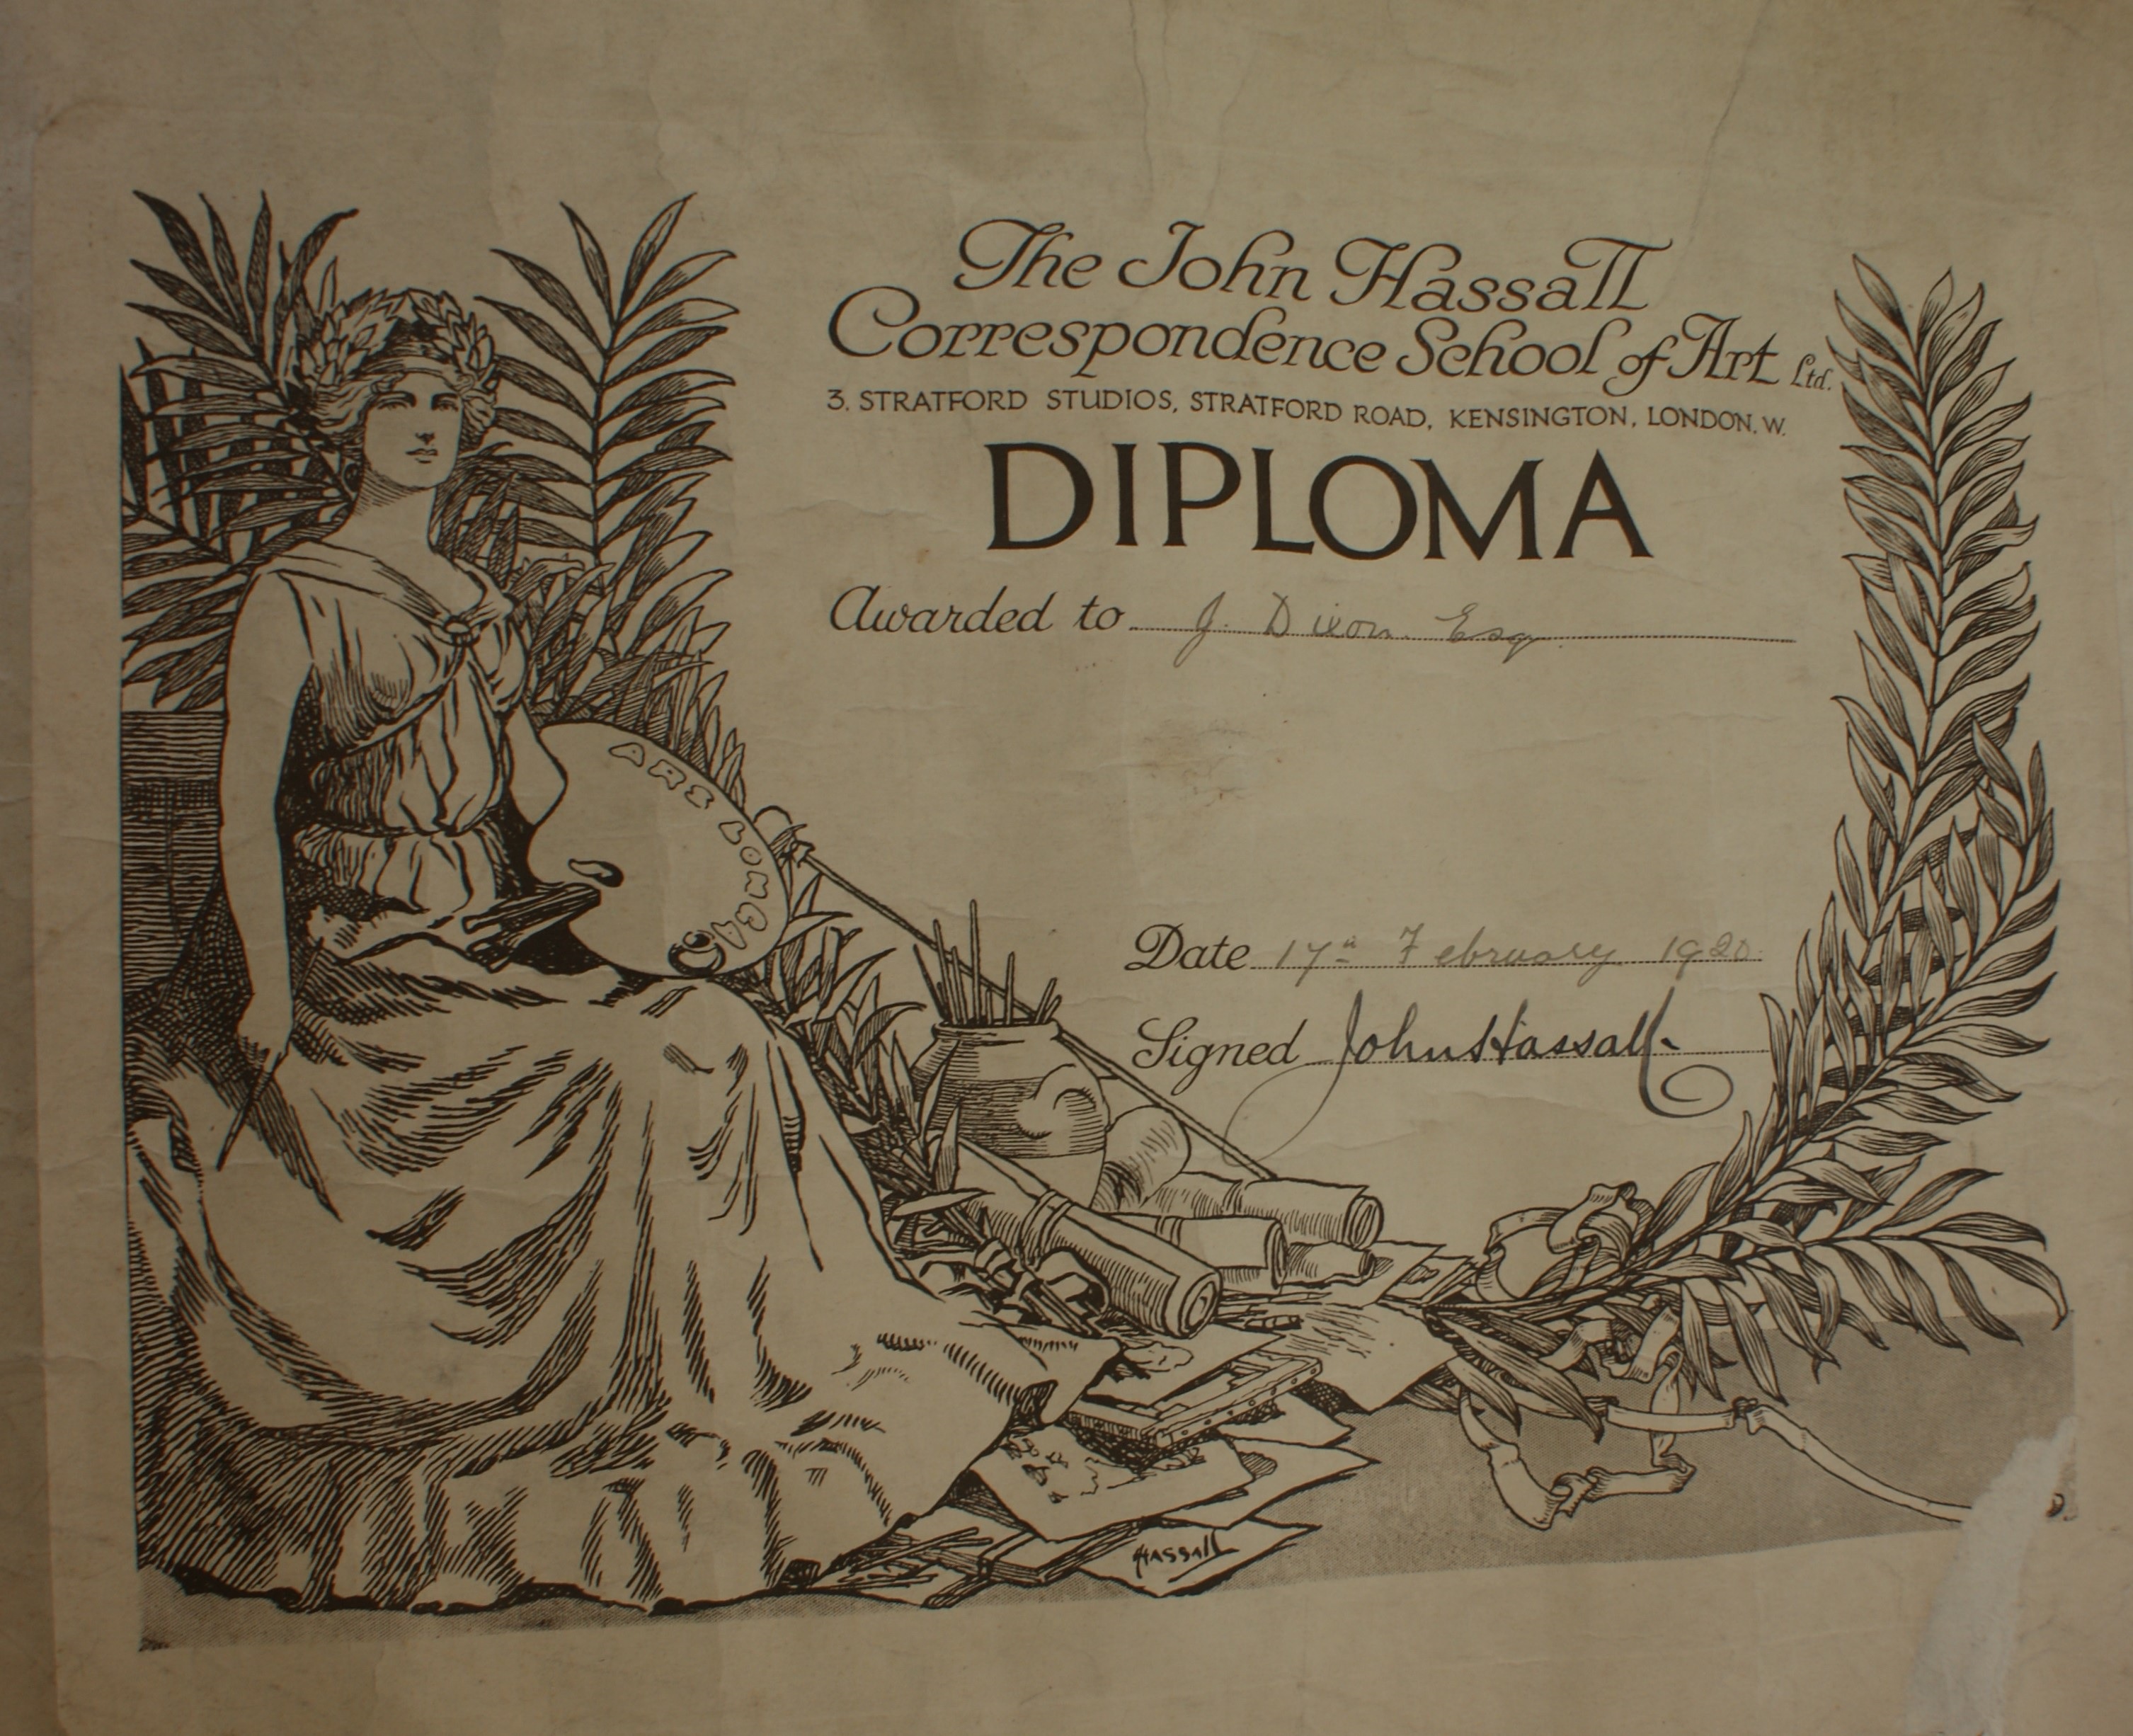 The John Hassall
Correspondence School of Art Ltd.
3. STRATFORD STUDIOS, STRATFORD ROAD, KENSINGTON, LONDON, W.
DIPLOMA
Awarded to J. Dixon. Esq.
ARS LONGA
Date 17th February 1920
Signed John Hassall
HASSALL